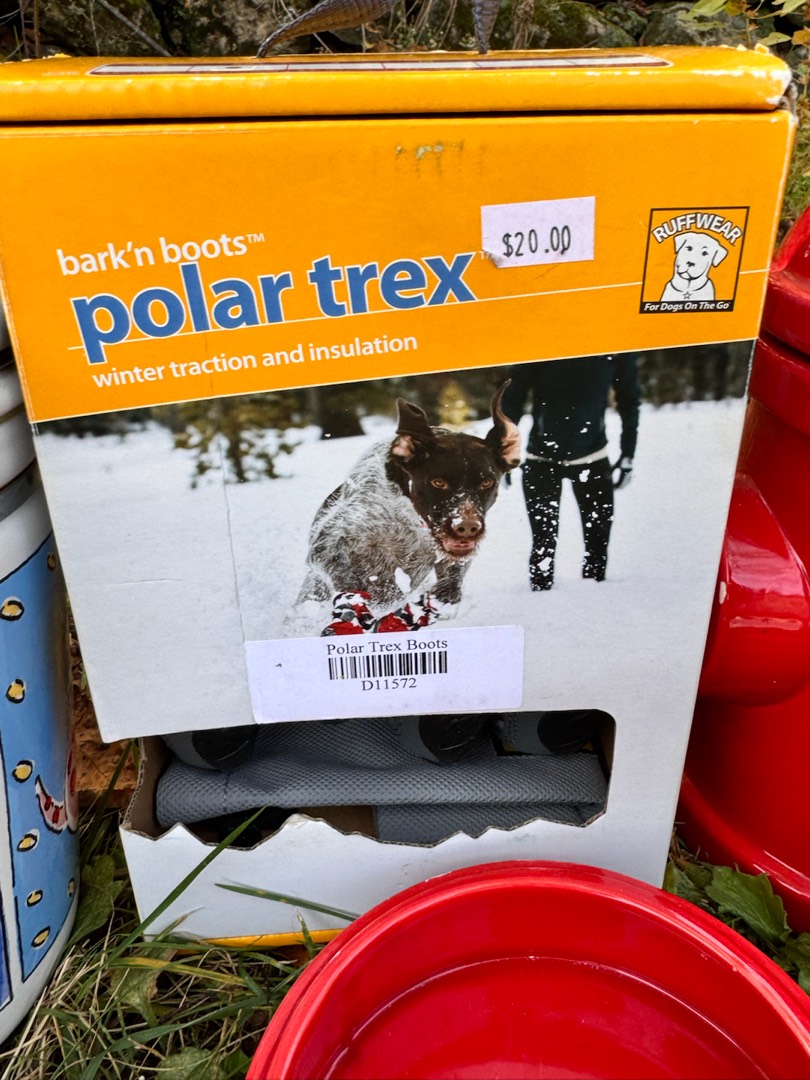 bark'n boots™
polar trex™
winter traction and insulation
$20.00
RUFFWEAR
For Dogs On The Go
Polar Trex Boots
D11572